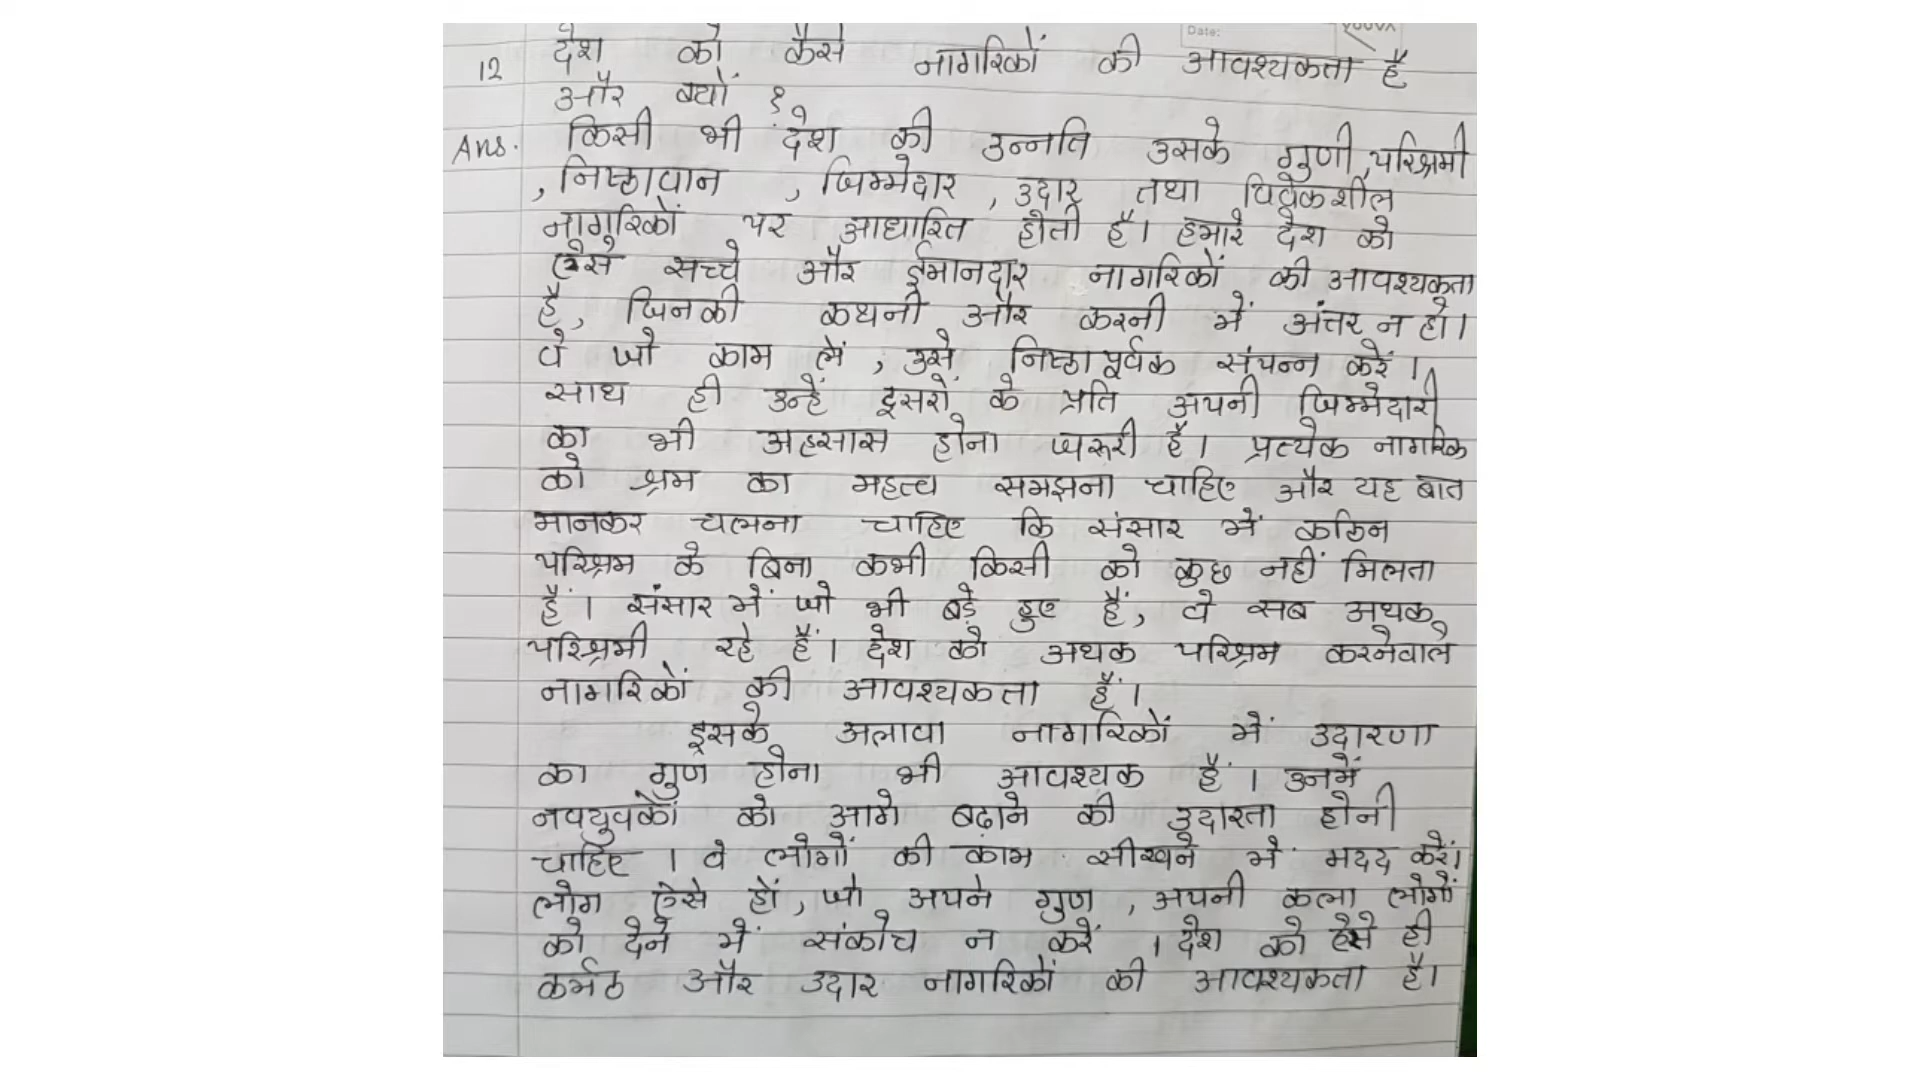 Date:
YOUVA
12 देश को कैसे नागरिकों की आवश्यकता है
और क्यों ?
Ans. किसी भी देश की उन्नति उसके गुणी, परिश्रमी
, निष्ठावान , जिम्मेदार , उदार तथा विवेकशील
नागरिकों पर आधारित होती है। हमारे देश को
ऐसे सच्चे और ईमानदार नागरिकों की आवश्यकता
है, जिनकी कथनी और करनी में अंतर न हो।
वे जो काम लें , उसे निष्ठापूर्वक संपन्न करें ।
साथ ही उन्हें दूसरों के प्रति अपनी जिम्मेदारी
का भी अहसास होना जरूरी है। प्रत्येक नागरिक
को श्रम का महत्त्व समझना चाहिए और यह बात
मानकर चलना चाहिए कि संसार में कठिन
परिश्रम के बिना कभी किसी को कुछ नहीं मिलता
हैं। संसार में जो भी बड़े हुए हैं, वे सब अथक
परिश्रमी रहे हैं। देश को अथक परिश्रम करनेवाले
नागरिकों की आवश्यकता हैं।
इसके अलावा नागरिकों में उदारणा
का गुण होना भी आवश्यक हैं। उनमें
नवयुवकों को आगे बढाने की उदारता होनी
चाहिए । वे लोगों की काम सीखने में मदद करें।
लोग ऐसे हों, जो अपने गुण , अपनी कला लोगों
को देने में संकोच न करें । देश को ऐसे ही
कर्मठ और उदार नागरिकों की आवश्यकता है।